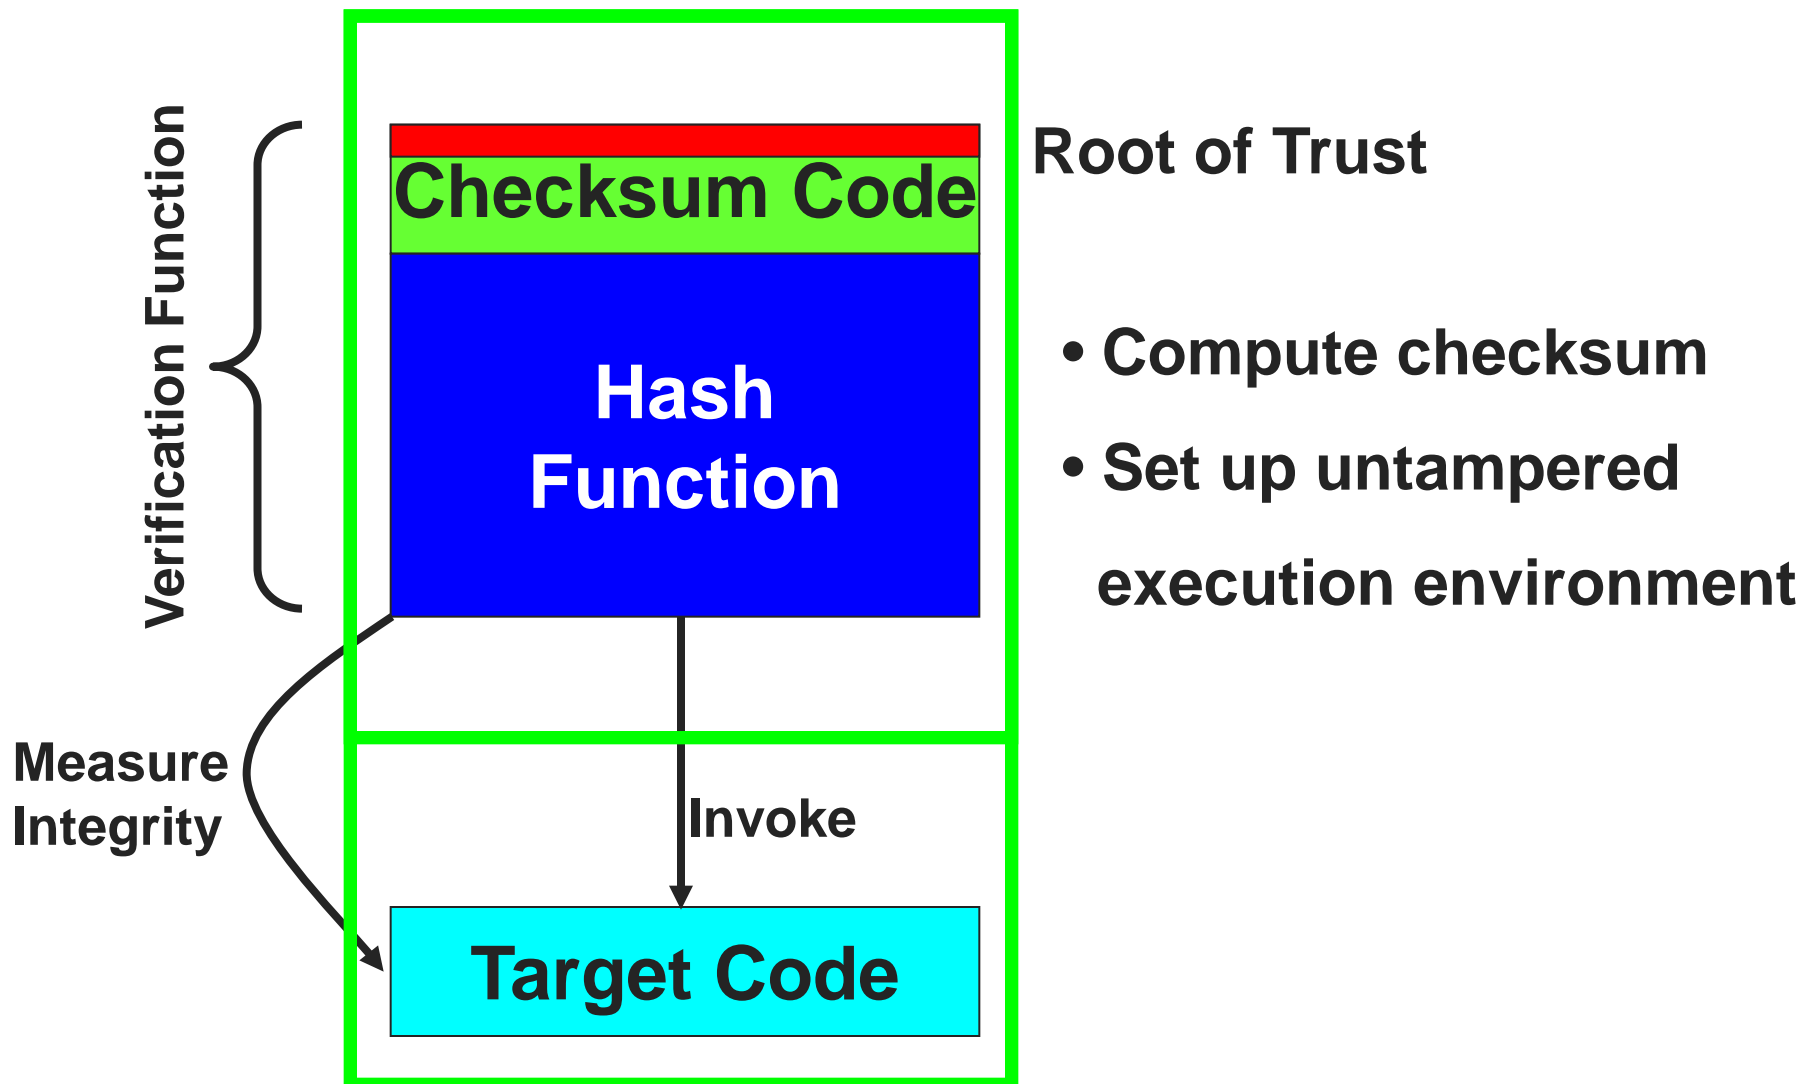 Verification Function
Checksum Code
Root of Trust
Hash
Function
• Compute checksum
• Set up untampered
execution environment
Measure
Integrity
Invoke
Target Code